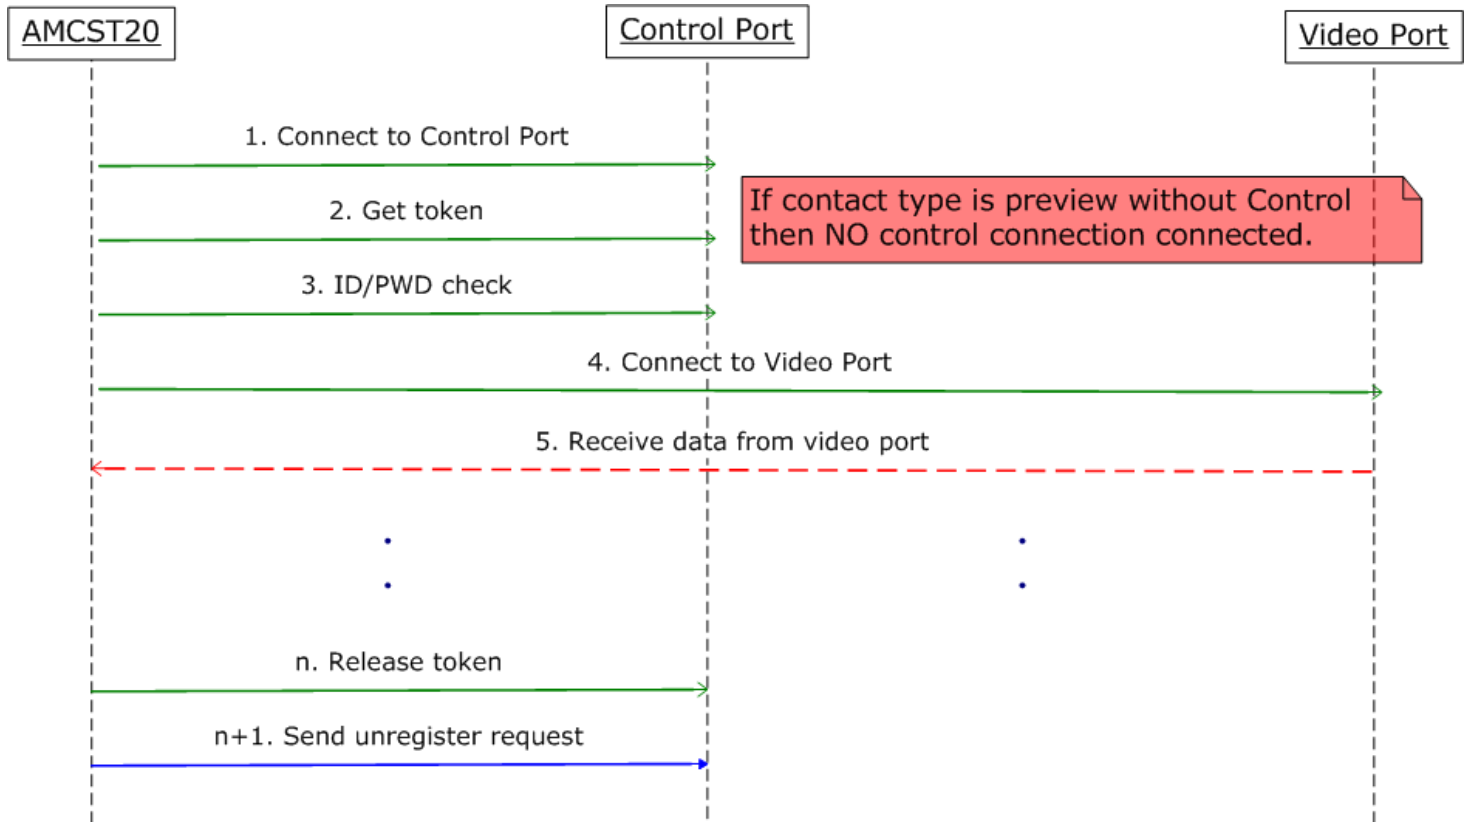 AMCST20
Control Port
Video Port
1. Connect to Control Port
If contact type is preview without Control
then NO control connection connected.
2. Get token
3. ID/PWD check
4. Connect to Video Port
5. Receive data from video port
n. Release token
n+1. Send unregister request